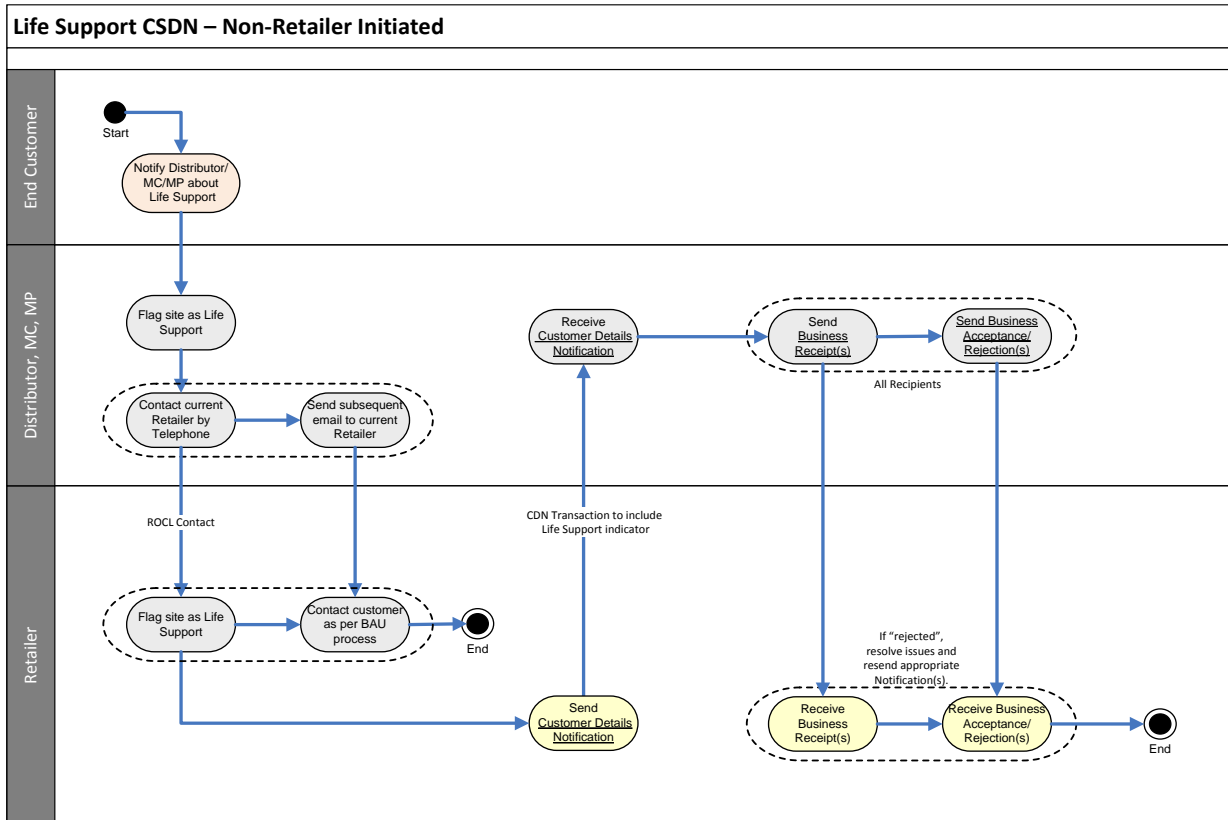 Life Support CSDN – Non-Retailer Initiated
End Customer
Start
Notify Distributor/
MC/MP about
Life Support
Distributor, MC, MP
Flag site as Life
Support
Contact current
Retailer by
Telephone
Send subsequent
email to current
Retailer
Receive
Customer Details
Notification
Send
Business
Receipt(s)
Send Business
Acceptance/
Rejection(s)
All Recipients
Retailer
ROCL Contact
CDN Transaction to include
Life Support indicator
Flag site as Life
Support
Contact customer
as per BAU
process
End
If “rejected”,
resolve issues and
resend appropriate
Notification(s).
Send
Customer Details
Notification
Receive
Business
Receipt(s)
Receive Business
Acceptance/
Rejection(s)
End